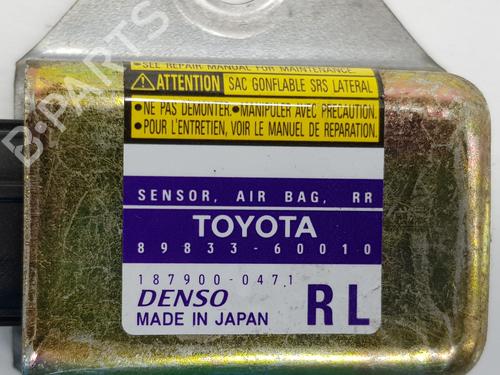 •SEE REPAIR MANUAL FOR MAINTENANCE.
ATTENTION SAC GONFLABLE SRS LATERAL
•NE PAS DEMONTER.•MANIPULER AVEC PRECAUTION.
•POUR L'ENTRETIEN, VOIR LE MANUEL DE REPARATION.
SENSOR, AIR BAG, RR
TOYOTA
89833-60010
187900-0471
DENSO
MADE IN JAPAN
RL
B-PARTS